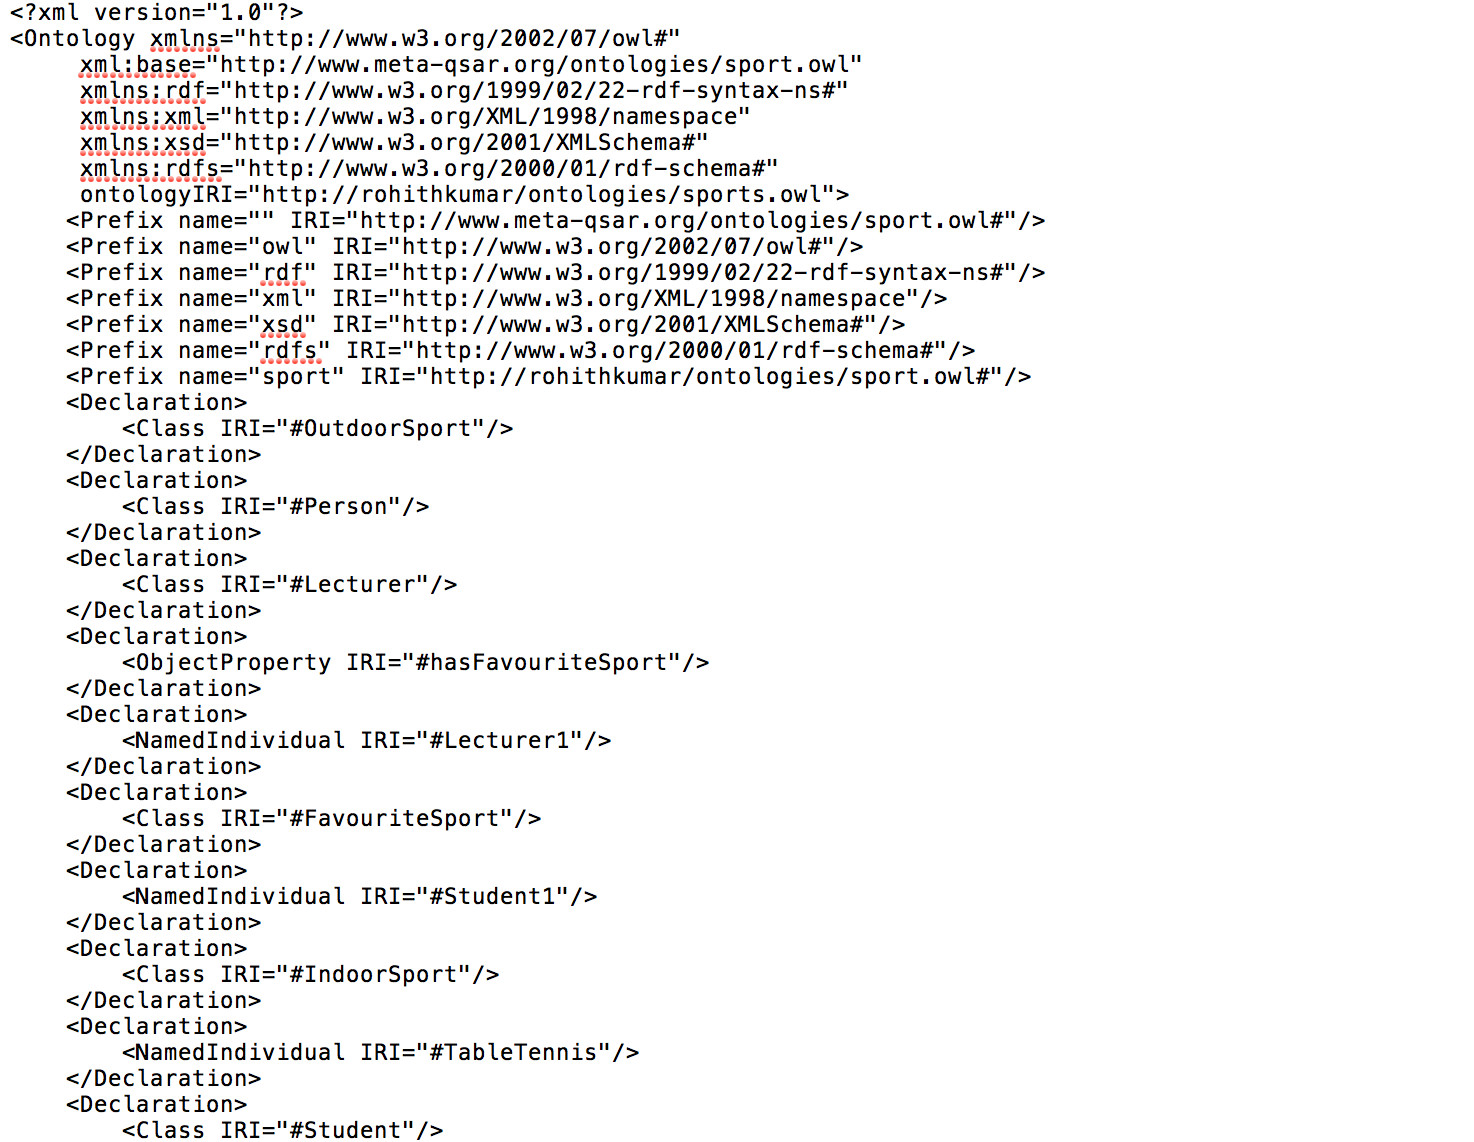 <?xml version="1.0"?>
<Ontology xmlns="http://www.w3.org/2002/07/owl#"
     xml:base="http://www.meta-qsar.org/ontologies/sport.owl"
     xmlns:rdf="http://www.w3.org/1999/02/22-rdf-syntax-ns#"
     xmlns:xml="http://www.w3.org/XML/1998/namespace"
     xmlns:xsd="http://www.w3.org/2001/XMLSchema#"
     xmlns:rdfs="http://www.w3.org/2000/01/rdf-schema#"
     ontologyIRI="http://rohithkumar/ontologies/sports.owl">
    <Prefix name="" IRI="http://www.meta-qsar.org/ontologies/sport.owl#"/>
    <Prefix name="owl" IRI="http://www.w3.org/2002/07/owl#"/>
    <Prefix name="rdf" IRI="http://www.w3.org/1999/02/22-rdf-syntax-ns#"/>
    <Prefix name="xml" IRI="http://www.w3.org/XML/1998/namespace"/>
    <Prefix name="xsd" IRI="http://www.w3.org/2001/XMLSchema#"/>
    <Prefix name="rdfs" IRI="http://www.w3.org/2000/01/rdf-schema#"/>
    <Prefix name="sport" IRI="http://rohithkumar/ontologies/sport.owl#"/>
    <Declaration>
        <Class IRI="#OutdoorSport"/>
    </Declaration>
    <Declaration>
        <Class IRI="#Person"/>
    </Declaration>
    <Declaration>
        <Class IRI="#Lecturer"/>
    </Declaration>
    <Declaration>
        <ObjectProperty IRI="#hasFavouriteSport"/>
    </Declaration>
    <Declaration>
        <NamedIndividual IRI="#Lecturer1"/>
    </Declaration>
    <Declaration>
        <Class IRI="#FavouriteSport"/>
    </Declaration>
    <Declaration>
        <NamedIndividual IRI="#Student1"/>
    </Declaration>
    <Declaration>
        <Class IRI="#IndoorSport"/>
    </Declaration>
    <Declaration>
        <NamedIndividual IRI="#TableTennis"/>
    </Declaration>
    <Declaration>
        <Class IRI="#Student"/>